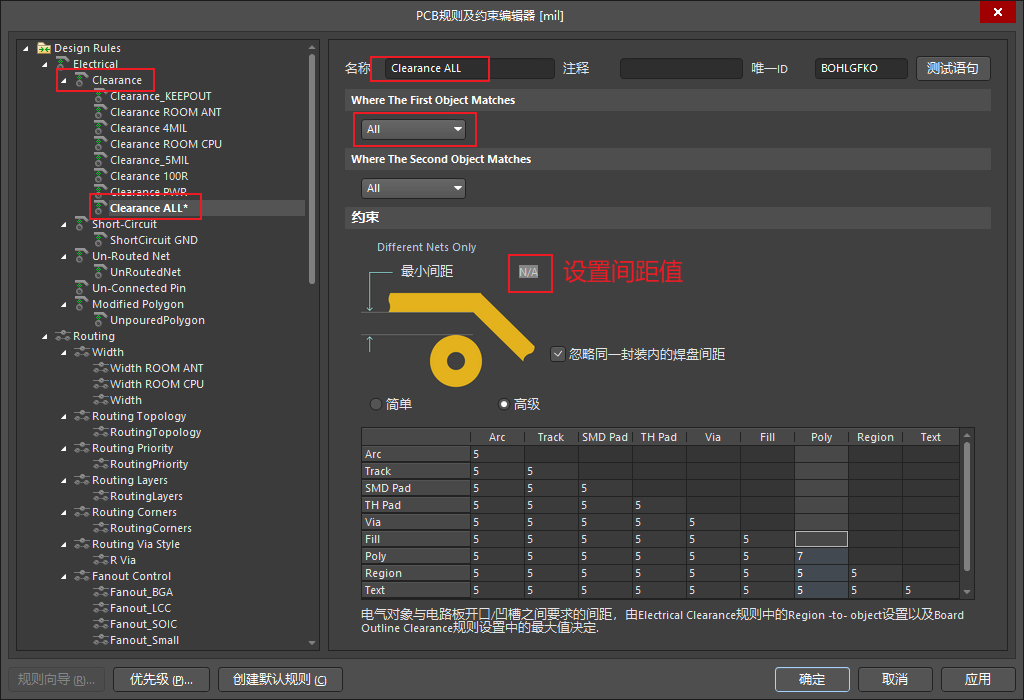 PCB规则及约束编辑器 [mil]
Design Rules
Electrical
Clearance
Clearance_KEEPOUT
Clearance ROOM ANT
Clearance 4MIL
Clearance ROOM CPU
Clearance_5MIL
Clearance 100R
Clearance PWR
Clearance ALL*
Short-Circuit
ShortCircuit GND
Un-Routed Net
UnRoutedNet
Un-Connected Pin
Modified Polygon
UnpouredPolygon
Routing
Width
Width ROOM ANT
Width ROOM CPU
Width
Routing Topology
RoutingTopology
Routing Priority
RoutingPriority
Routing Layers
RoutingLayers
Routing Corners
RoutingCorners
Routing Via Style
R Via
Fanout Control
Fanout_BGA
Fanout_LCC
Fanout_SOIC
Fanout_Small
名称 Clearance ALL 注释 唯一ID BOHLGFKO 测试语句
Where The First Object Matches
All
Where The Second Object Matches
All
约束
Different Nets Only
最小间距 N/A 设置间距值
忽略同一封装内的焊盘间距
简单 高级
Arc Track SMD Pad TH Pad Via Fill Poly Region Text
Arc 5
Track 5 5
SMD Pad 5 5 5
TH Pad 5 5 5 5
Via 5 5 5 5 5
Fill 5 5 5 5 5 5
Poly 5 5 5 5 5 5 7
Region 5 5 5 5 5 5 5 5
Text 5 5 5 5 5 5 5 5 5
电气对象与电路板开口/凹槽之间要求的间距，由Electrical Clearance规则中的Region -to- object设置以及Board
Outline Clearance规则设置中的最大值决定.
规则向导 (R)... 优先级 (P)... 创建默认规则 (C) 确定 取消 应用